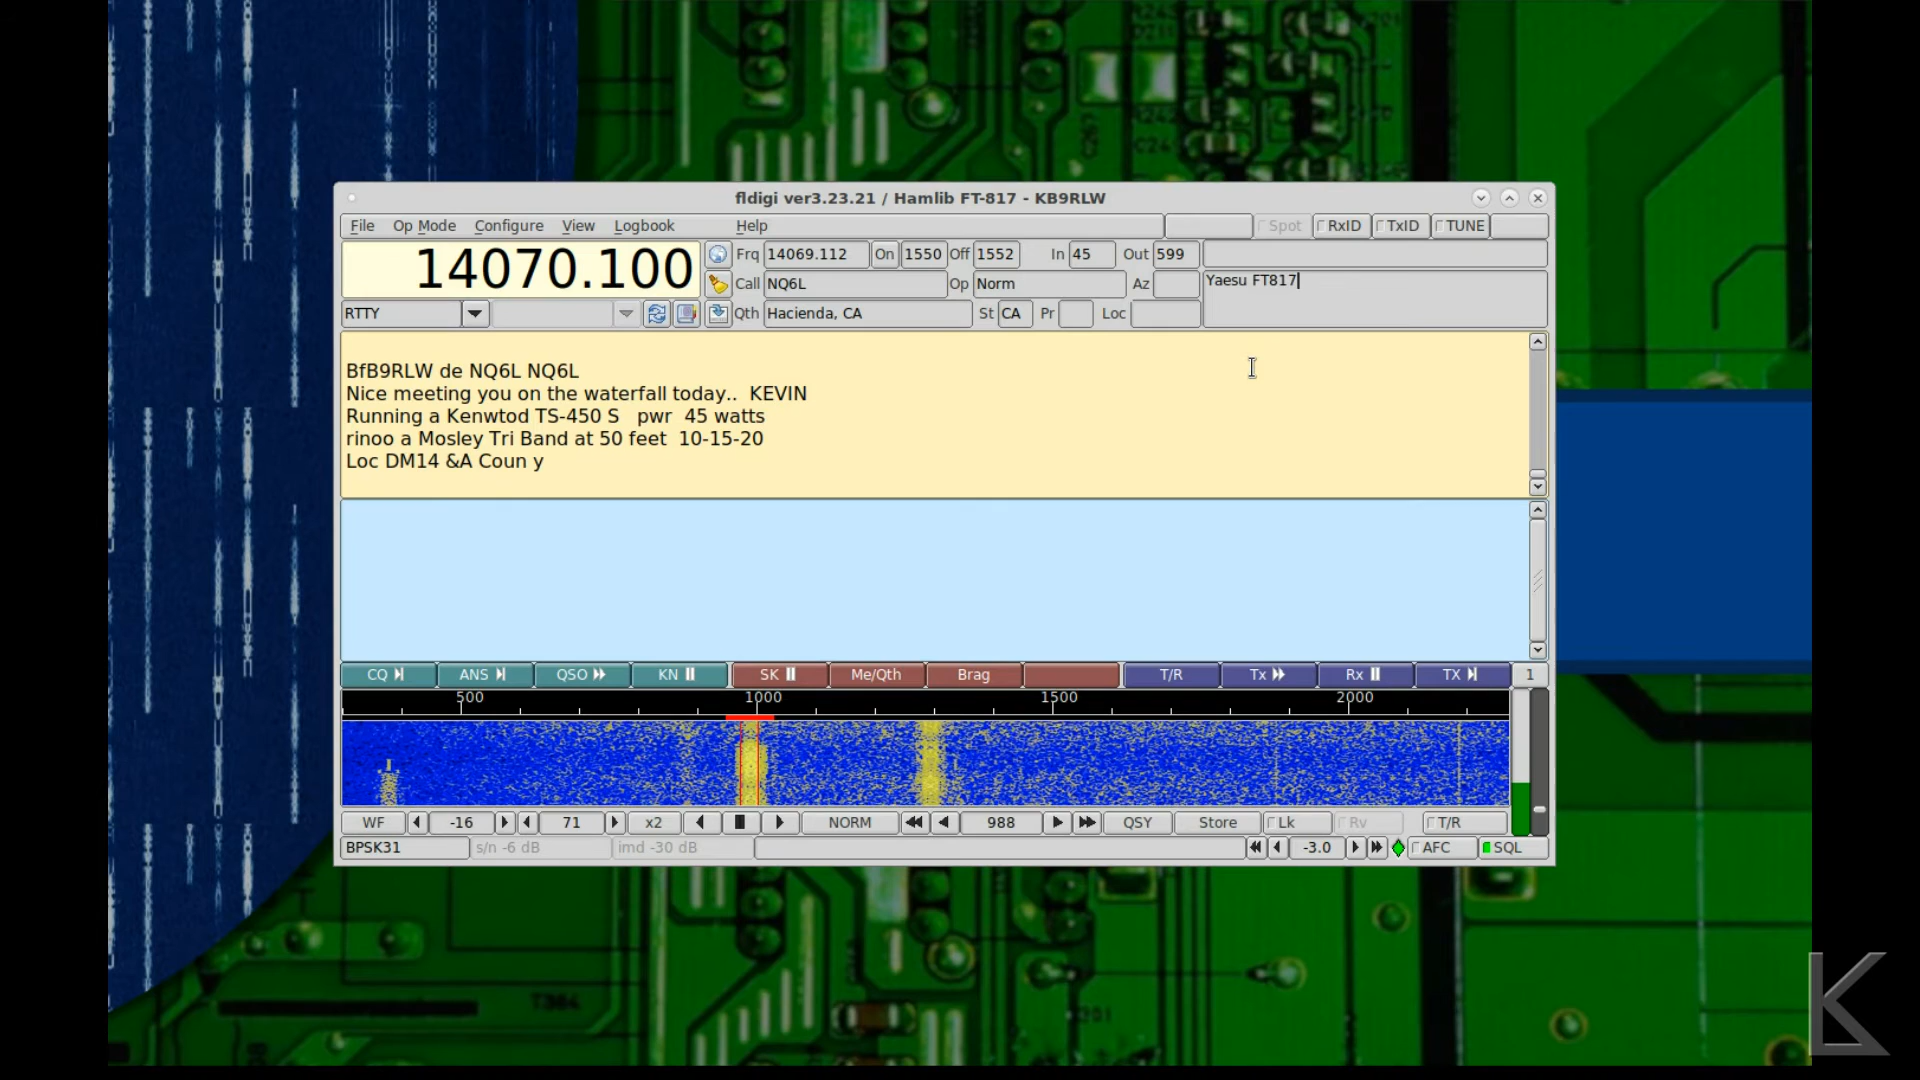 fldigi ver3.23.21 / Hamlib FT-817 - KB9RLW
File Op Mode Configure View Logbook Help Spot RxID TxID TUNE
14070.100 Frq 14069.112 On 1550 Off 1552 In 45 Out 599
Call NQ6L Op Norm Az Yaesu FT817
RTTY Qth Hacienda, CA St CA Pr Loc
BfB9RLW de NQ6L NQ6L
Nice meeting you on the waterfall today.. KEVIN
Running a Kenwtod TS-450 S pwr 45 watts
rinoo a Mosley Tri Band at 50 feet 10-15-20
Loc DM14 &A Coun y
CQ ANS QSO KN SK Me/Qth Brag T/R Tx Rx TX 1
500 1000 1500 2000
WF -16 71 x2 NORM 988 QSY Store Lk Rv T/R
BPSK31 s/n -6 dB imd -30 dB -3.0 AFC SQL
K